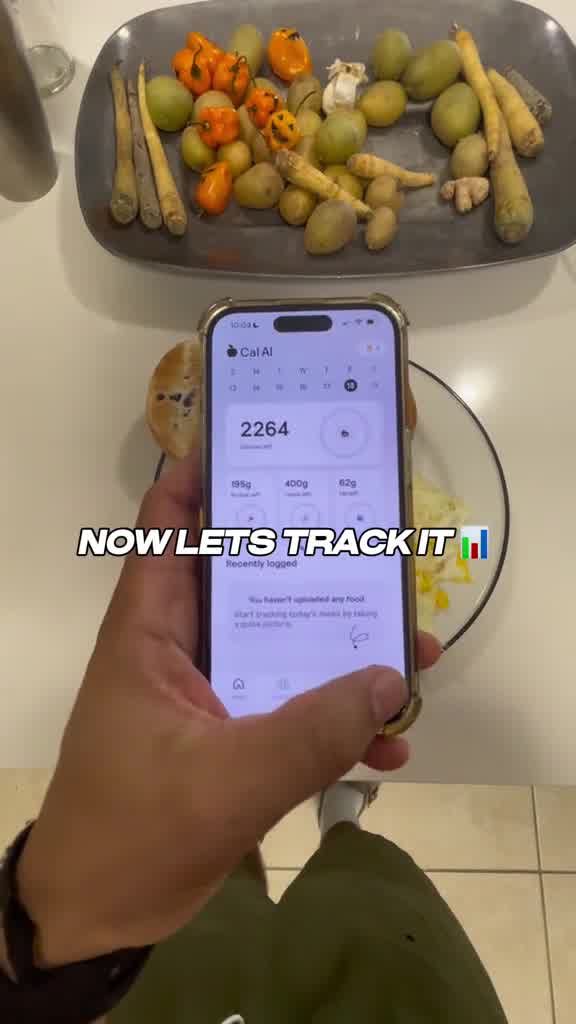 10:04
Cal AI
S M T W T F S
13 14 15 16 17 18 19
2264
Calories left
195g 400g 62g
Protein left Carbs left Fat left
NOW LETS TRACK IT 📊
Recently logged
You haven't uploaded any food
Start tracking today's meals by taking
a quick picture.